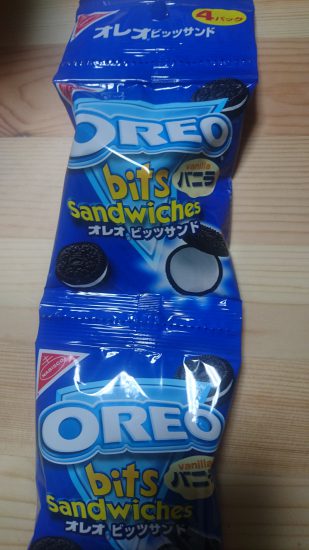 オレオビッツサンド
4パック
OREO
bits
vanilla
バニラ
Sandwiches
オレオ ビッツサンド
NABISCO
OREO
bits
vanilla
バニラ
Sandwiches
オレオ ビッツサンド